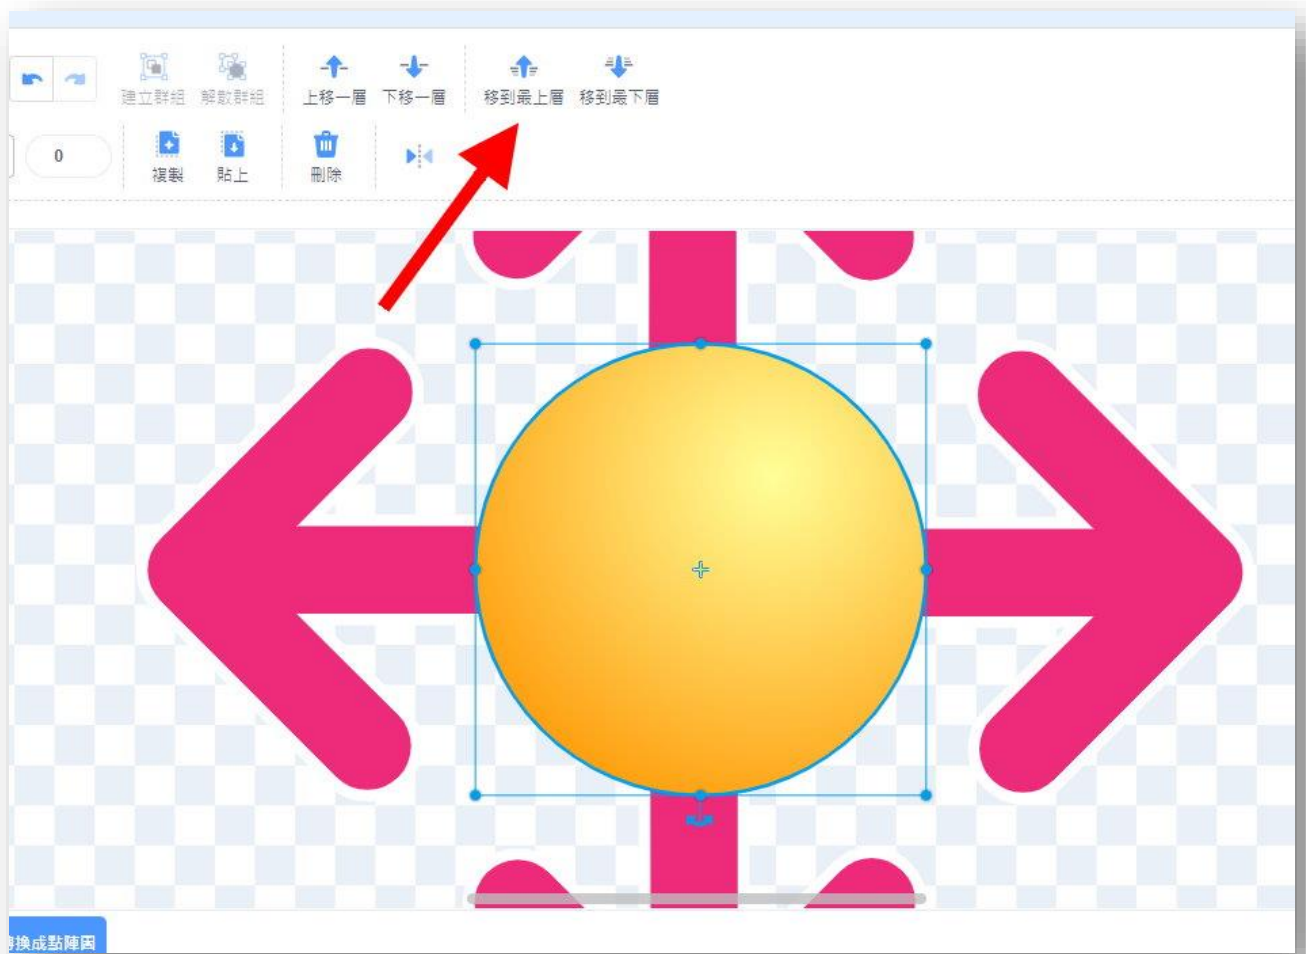 建立群組 解散群組 上移一層 下移一層 移到最上層 移到最下層
0 複製 貼上 刪除
換成點陣圖